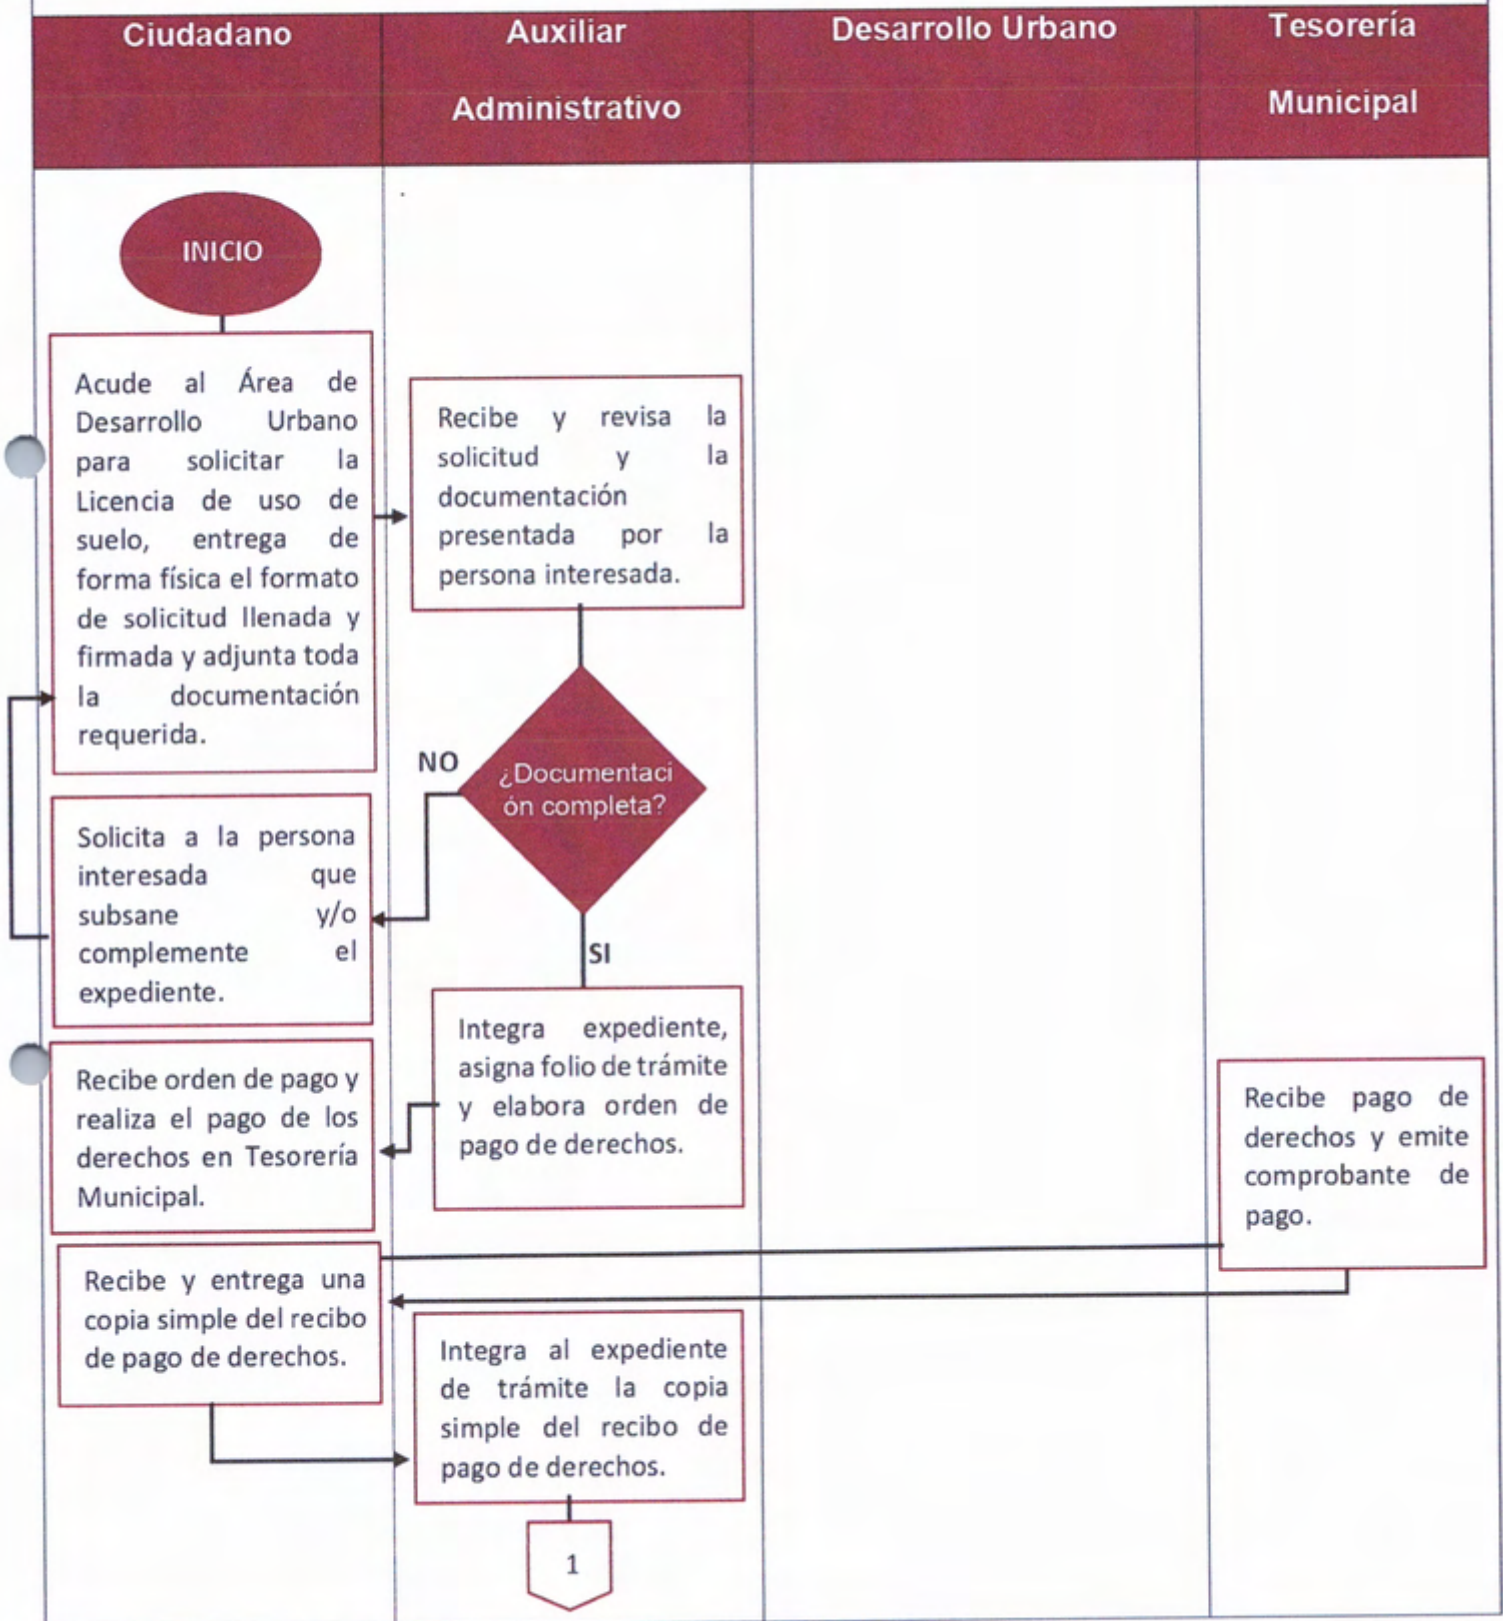 Ciudadano
Auxiliar
Administrativo
Desarrollo Urbano
Tesorería
Municipal
INICIO
Acude al Área de
Desarrollo Urbano
para solicitar la
Licencia de uso de
suelo, entrega de
forma física el formato
de solicitud llenada y
firmada y adjunta toda
la documentación
requerida.
Recibe y revisa la
solicitud y la
documentación
presentada por la
persona interesada.
¿Documentaci
ón completa?
NO
Solicita a la persona
interesada que
subsane y/o
complemente el
expediente.
SI
Integra expediente,
asigna folio de trámite
y elabora orden de
pago de derechos.
Recibe orden de pago y
realiza el pago de los
derechos en Tesorería
Municipal.
Recibe pago de
derechos y emite
comprobante de
pago.
Recibe y entrega una
copia simple del recibo
de pago de derechos.
Integra al expediente
de trámite la copia
simple del recibo de
pago de derechos.
1